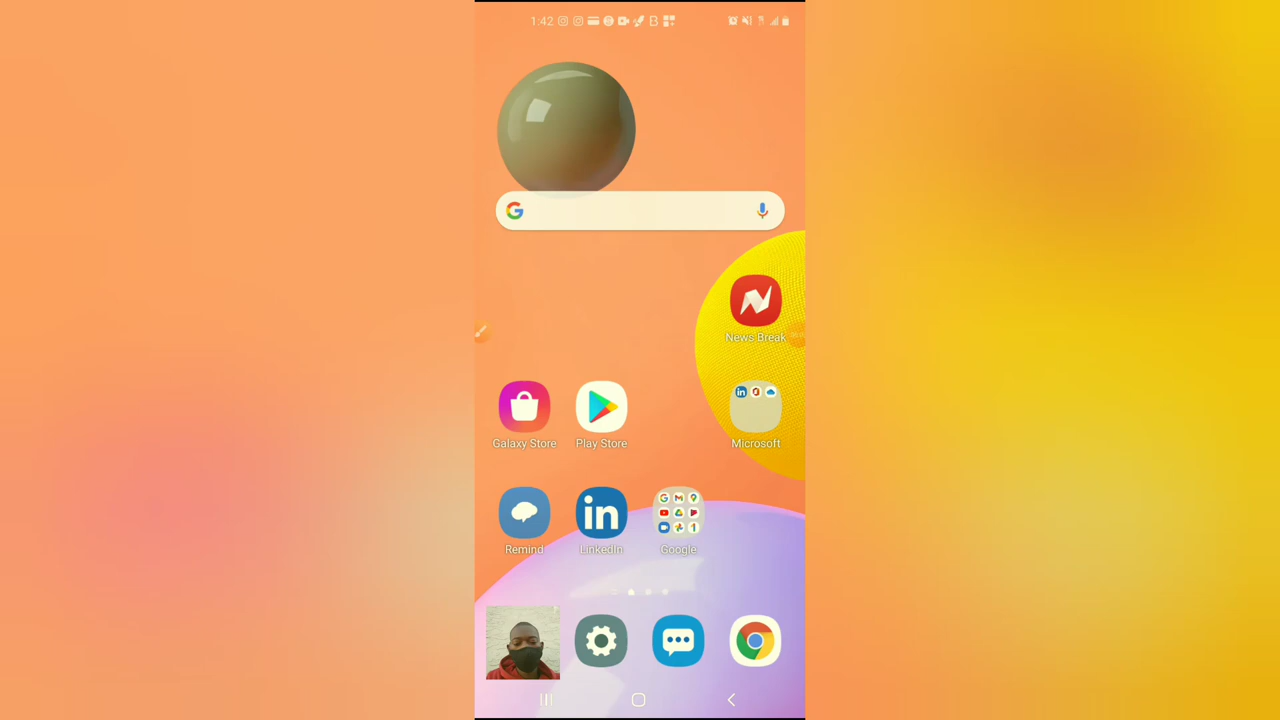 1:42
News Break
Galaxy Store
Play Store
Microsoft
Remind
LinkedIn
Google